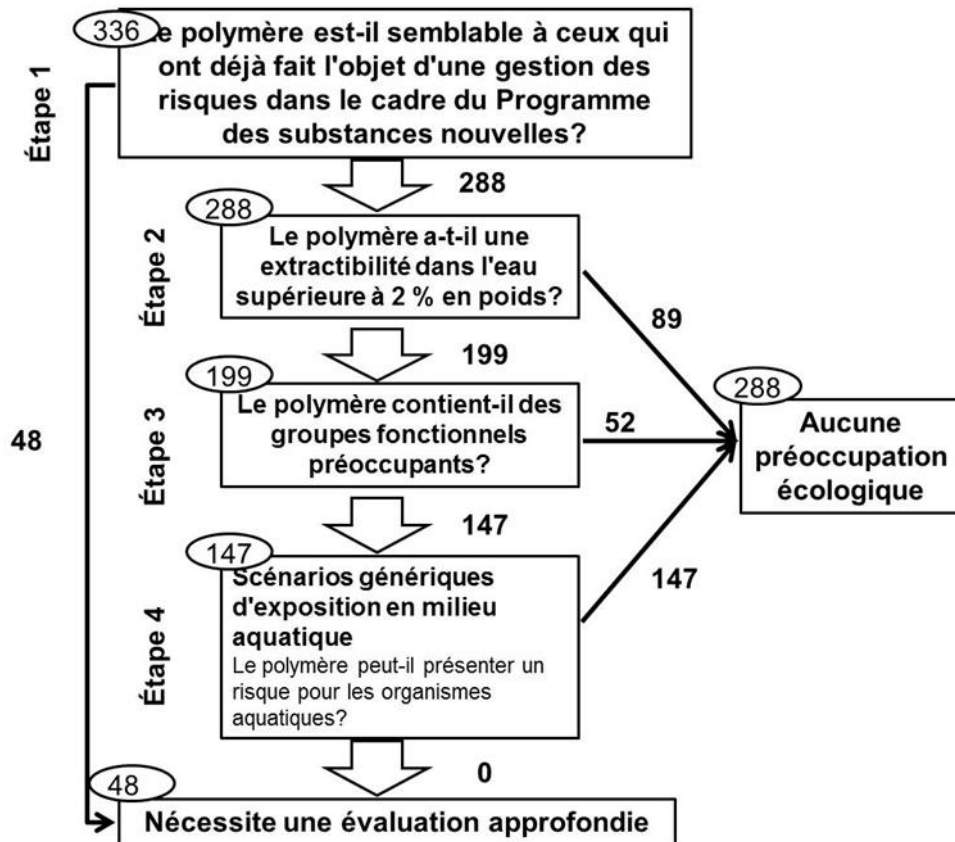 336
Étape 1
e polymère est-il semblable à ceux qui
ont déjà fait l'objet d'une gestion des
risques dans le cadre du Programme
des substances nouvelles?
288
288
Étape 2
Le polymère a-t-il une
extractibilité dans l'eau
supérieure à 2 % en poids?
89
199
199
Étape 3
Le polymère contient-il des
groupes fonctionnels
préoccupants?
52
288
Aucune
préoccupation
écologique
48
147
147
Étape 4
Scénarios génériques
d'exposition en milieu
aquatique
Le polymère peut-il présenter un
risque pour les organismes
aquatiques?
147
0
48
Nécessite une évaluation approfondie